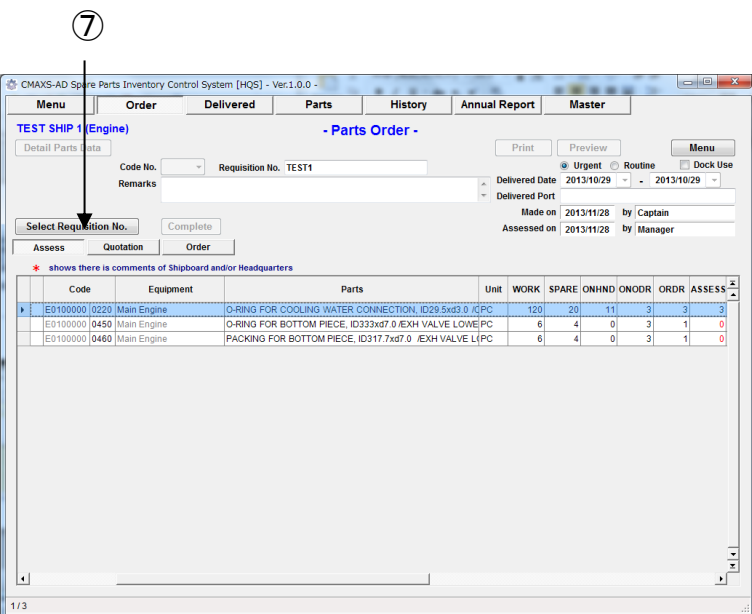 ⑦
CMAXS-AD Spare Parts Inventory Control System [HQS] - Ver.1.0.0 -
Menu Order Delivered Parts History Annual Report Master
TEST SHIP 1 (Engine) - Parts Order -
Detail Parts Data Print Preview Menu
Urgent Routine Dock Use
Code No. Requisition No. TEST1
Delivered Date 2013/10/29 - 2013/10/29
Remarks
Delivered Port
Made on 2013/11/28 by Captain
Select Requisition No. Complete Assessed on 2013/11/28 by Manager
Assess Quotation Order
* shows there is comments of Shipboard and/or Headquarters
Code Equipment Parts Unit WORK SPARE ONHND ONODR ORDR ASSESS
E0100000 0220 Main Engine O-RING FOR COOLING WATER CONNECTION, ID29.5xd3.0 /C PC 120 20 11 3 3 3
E0100000 0450 Main Engine O-RING FOR BOTTOM PIECE, ID333xd7.0 /EXH VALVE LOWE PC 6 4 0 3 1 0
E0100000 0460 Main Engine PACKING FOR BOTTOM PIECE, ID317.7xd7.0 /EXH VALVE L( PC 6 4 0 3 1 0
1 / 3